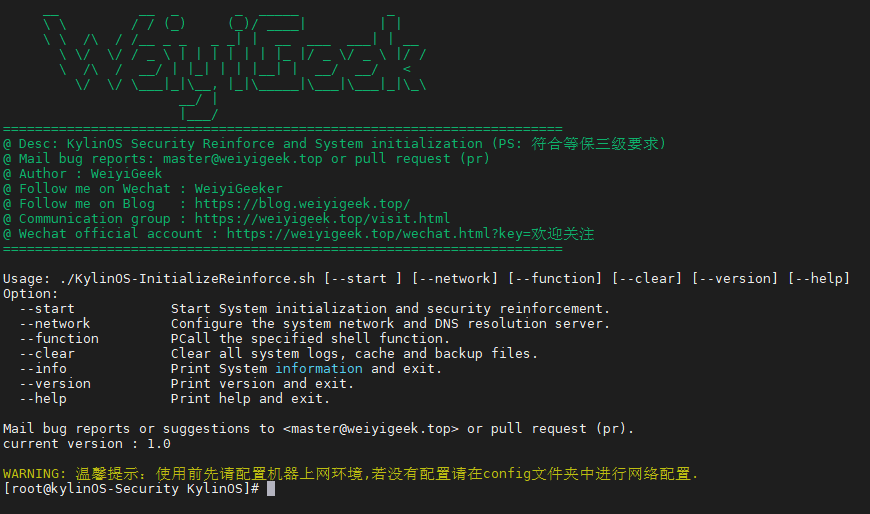 WeiyiGeek
======================================================================
@ Desc: KylinOS Security Reinforce and System initialization (PS: 符合等保三级要求)
@ Mail bug reports: master@weiyigeek.top or pull request (pr)
@ Author : WeiyiGeek
@ Follow me on Wechat : WeiyiGeeker
@ Follow me on Blog   : https://blog.weiyigeek.top/
@ Communication group : https://weiyigeek.top/visit.html
@ Wechat official account : https://weiyigeek.top/wechat.html?key=欢迎关注
======================================================================
Usage: ./KylinOS-InitializeReinforce.sh [--start ] [--network] [--function] [--clear] [--version] [--help]
Option:
  --start            Start System initialization and security reinforcement.
  --network          Configure the system network and DNS resolution server.
  --function         PCall the specified shell function.
  --clear            Clear all system logs, cache and backup files.
  --info             Print System information and exit.
  --version          Print version and exit.
  --help             Print help and exit.
Mail bug reports or suggestions to <master@weiyigeek.top> or pull request (pr).
current version : 1.0
WARNING: 温馨提示：使用前先请配置机器上网环境,若没有配置请在config文件夹中进行网络配置.
[root@kylinOS-Security KylinOS]#